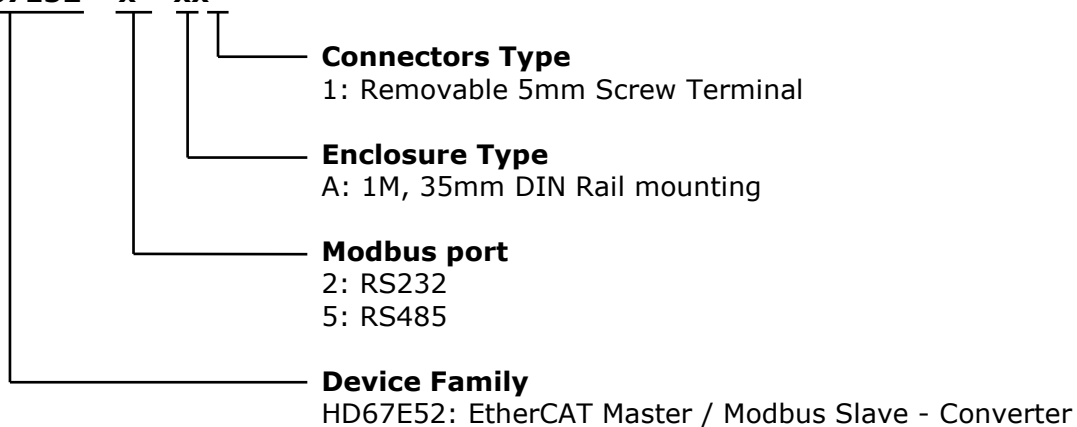 Connectors Type
1: Removable 5mm Screw Terminal
Enclosure Type
A: 1M, 35mm DIN Rail mounting
Modbus port
2: RS232
5: RS485
Device Family
HD67E52: EtherCAT Master / Modbus Slave - Converter